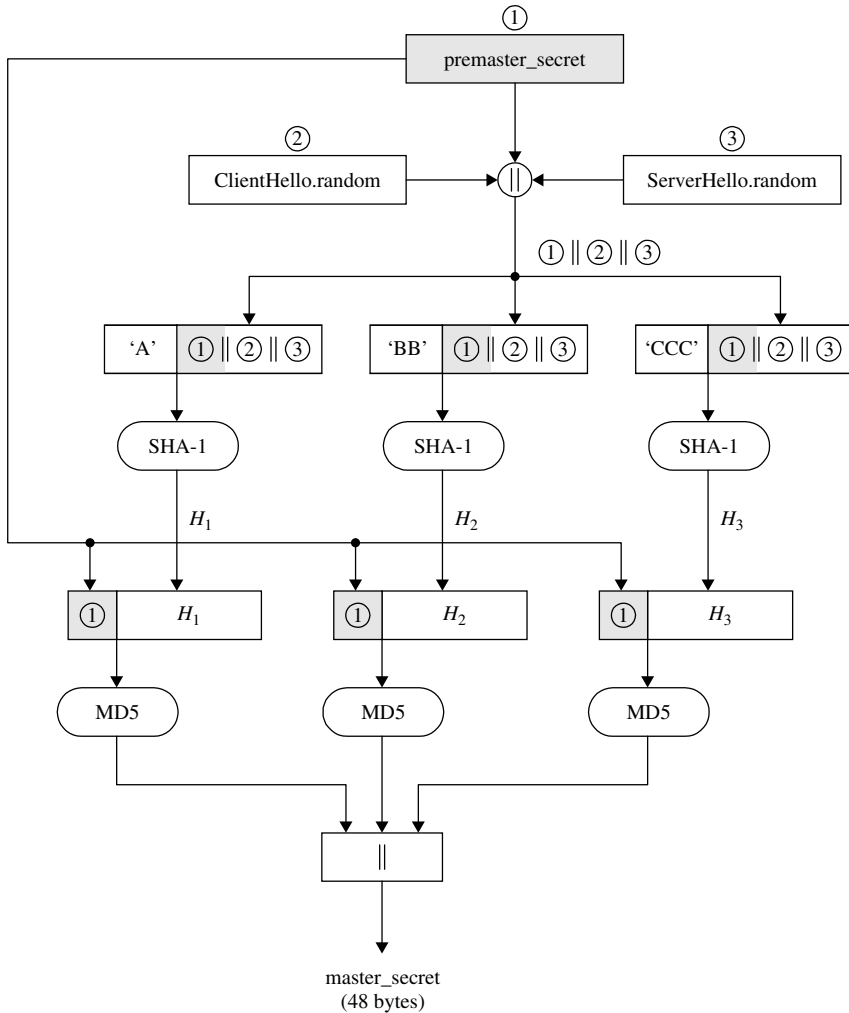 ①
premaster_secret
② ③
ClientHello.random || ServerHello.random
① || ② || ③
‘A’ ① || ② || ③ ‘BB’ ① || ② || ③ ‘CCC’ ① || ② || ③
SHA-1 SHA-1 SHA-1
H₁ H₂ H₃
① H₁ ① H₂ ① H₃
MD5 MD5 MD5
||
master_secret
(48 bytes)